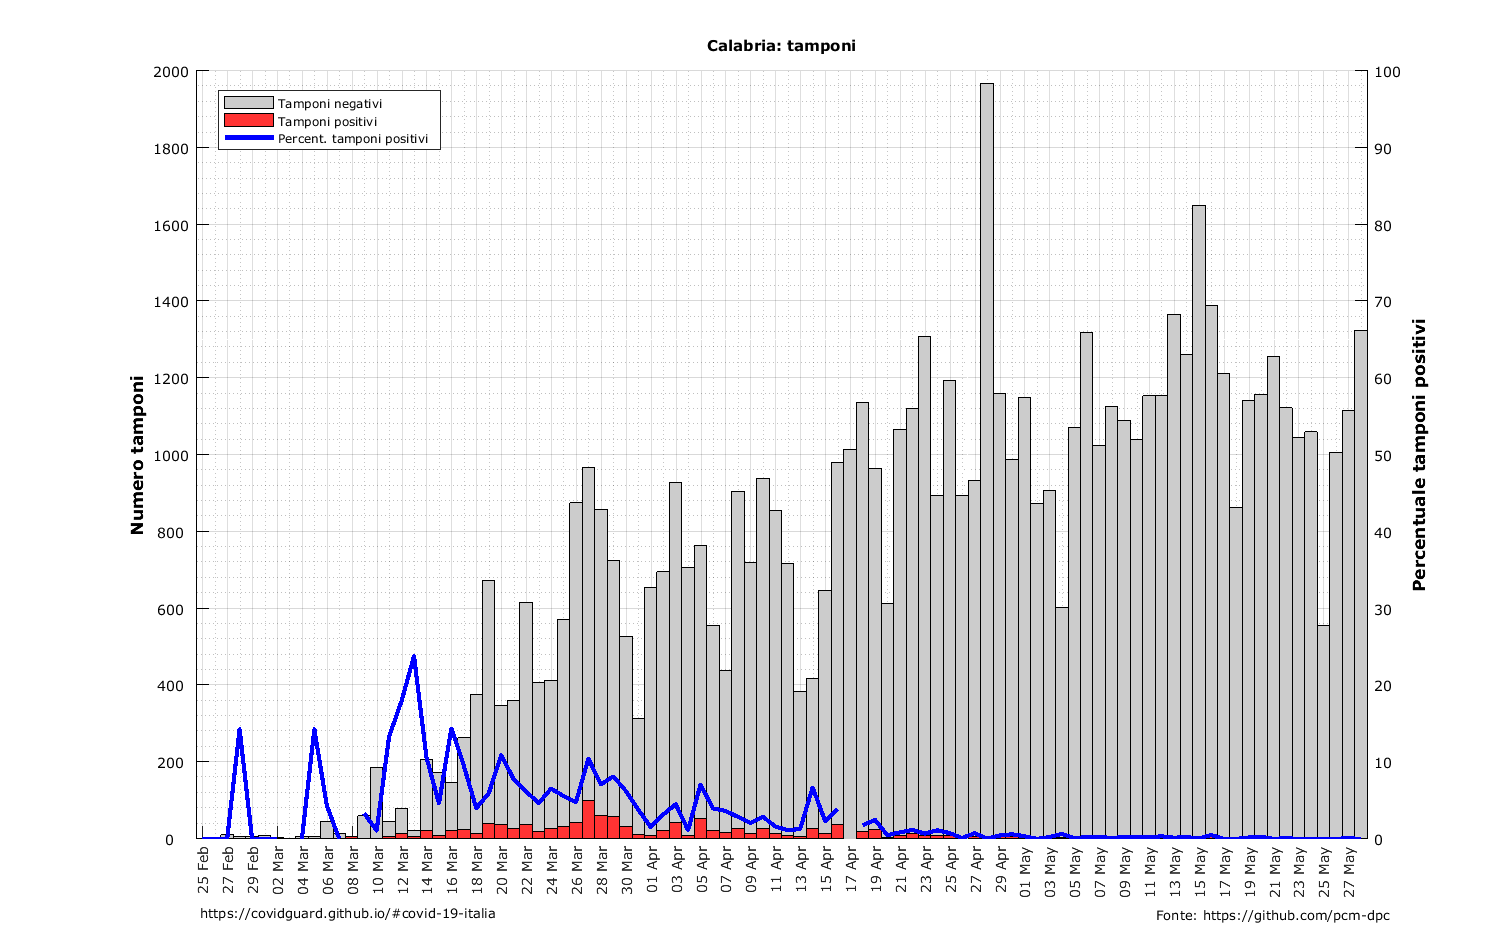 Calabria: tamponi
Tamponi negativi
Tamponi positivi
Percent. tamponi positivi
Numero tamponi
2000
1800
1600
1400
1200
1000
800
600
400
200
0
100
90
80
70
60
50
40
30
20
10
0
Percentuale tamponi positivi
25 Feb
27 Feb
29 Feb
02 Mar
04 Mar
06 Mar
08 Mar
10 Mar
12 Mar
14 Mar
16 Mar
18 Mar
20 Mar
22 Mar
24 Mar
26 Mar
28 Mar
30 Mar
01 Apr
03 Apr
05 Apr
07 Apr
09 Apr
11 Apr
13 Apr
15 Apr
17 Apr
19 Apr
21 Apr
23 Apr
25 Apr
27 Apr
29 Apr
01 May
03 May
05 May
07 May
09 May
11 May
13 May
15 May
17 May
19 May
21 May
23 May
25 May
27 May
https://covidguard.github.io/#covid-19-italia
Fonte: https://github.com/pcm-dpc